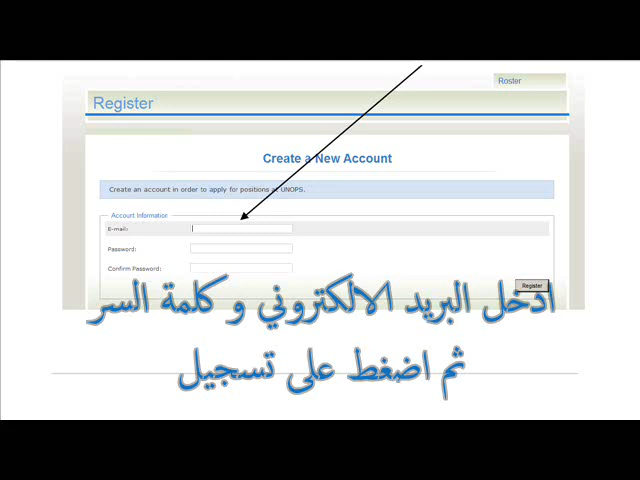 Roster
Register
Create a New Account
Create an account in order to apply for positions at UNOPS.
Account Information
E-mail:
Password:
Confirm Password:
Register
ادخل البريد الالكتروني و كلمة السر
ثم اضغط على تسجيل